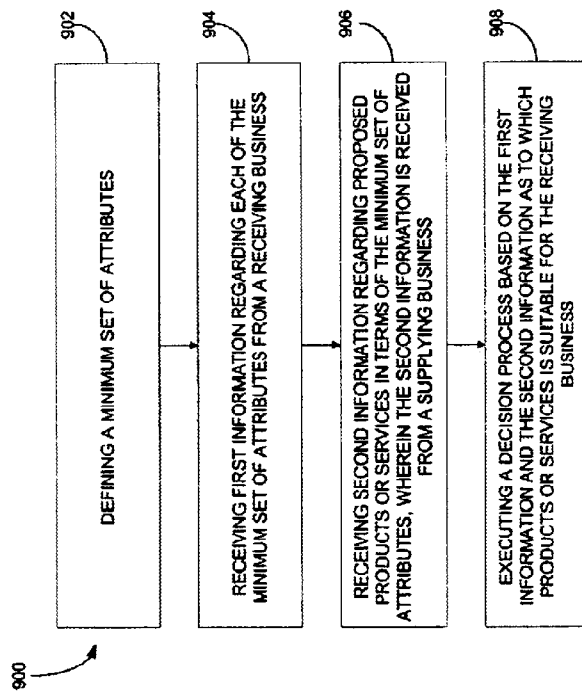 900
902
DEFINING A MINIMUM SET OF ATTRIBUTES
904
RECEIVING FIRST INFORMATION REGARDING EACH OF THE
MINIMUM SET OF ATTRIBUTES FROM A RECEIVING BUSINESS
906
RECEIVING SECOND INFORMATION REGARDING PROPOSED
PRODUCTS OR SERVICES IN TERMS OF THE MINIMUM SET OF
ATTRIBUTES, WHEREIN THE SECOND INFORMATION IS RECEIVED
FROM A SUPPLYING BUSINESS
908
EXECUTING A DECISION PROCESS BASED ON THE FIRST
INFORMATION AND THE SECOND INFORMATION AS TO WHICH
PRODUCTS OR SERVICES IS SUITABLE FOR THE RECEIVING
BUSINESS